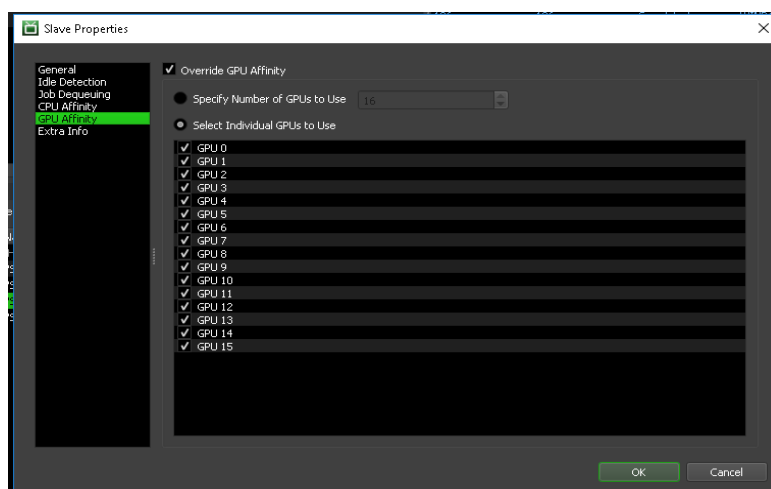 Slave Properties
General
Idle Detection
Job Dequeuing
CPU Affinity
GPU Affinity
Extra Info
Override GPU Affinity
Specify Number of GPUs to Use 16
Select Individual GPUs to Use
GPU 0
GPU 1
GPU 2
GPU 3
GPU 4
GPU 5
GPU 6
GPU 7
GPU 8
GPU 9
GPU 10
GPU 11
GPU 12
GPU 13
GPU 14
GPU 15
OK Cancel